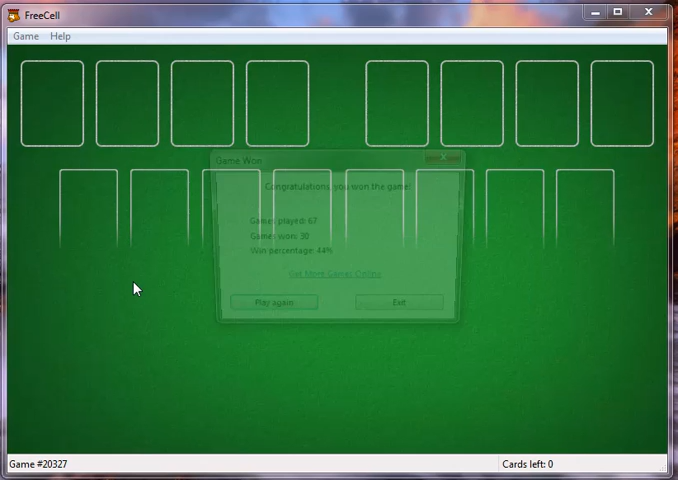 FreeCell
Game Help
Game Won
Congratulations, you won the game!
Games played: 67
Games won: 30
Win percentage: 44%
Get More Games Online
Play again Exit
Game #20327 Cards left: 0